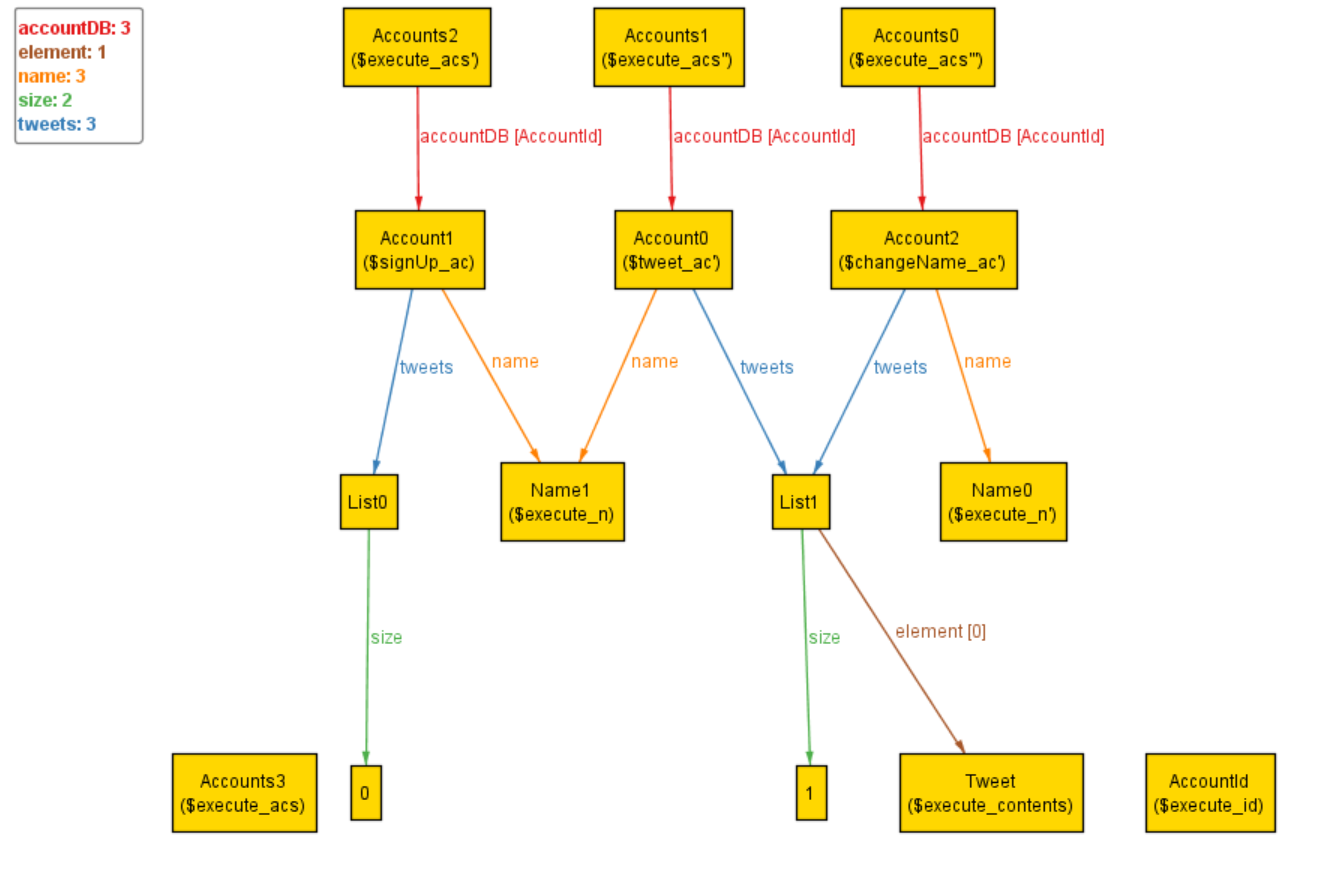 accountDB: 3
element: 1
name: 3
size: 2
tweets: 3
Accounts2
($execute_acs')
Accounts1
($execute_acs'')
Accounts0
($execute_acs''')
accountDB [AccountId]
accountDB [AccountId]
accountDB [AccountId]
Account1
($signUp_ac)
Account0
($tweet_ac')
Account2
($changeName_ac')
tweets
name
name
tweets
tweets
name
List0
Name1
($execute_n)
List1
Name0
($execute_n')
size
size
element [0]
Accounts3
($execute_acs)
0
1
Tweet
($execute_contents)
AccountId
($execute_id)